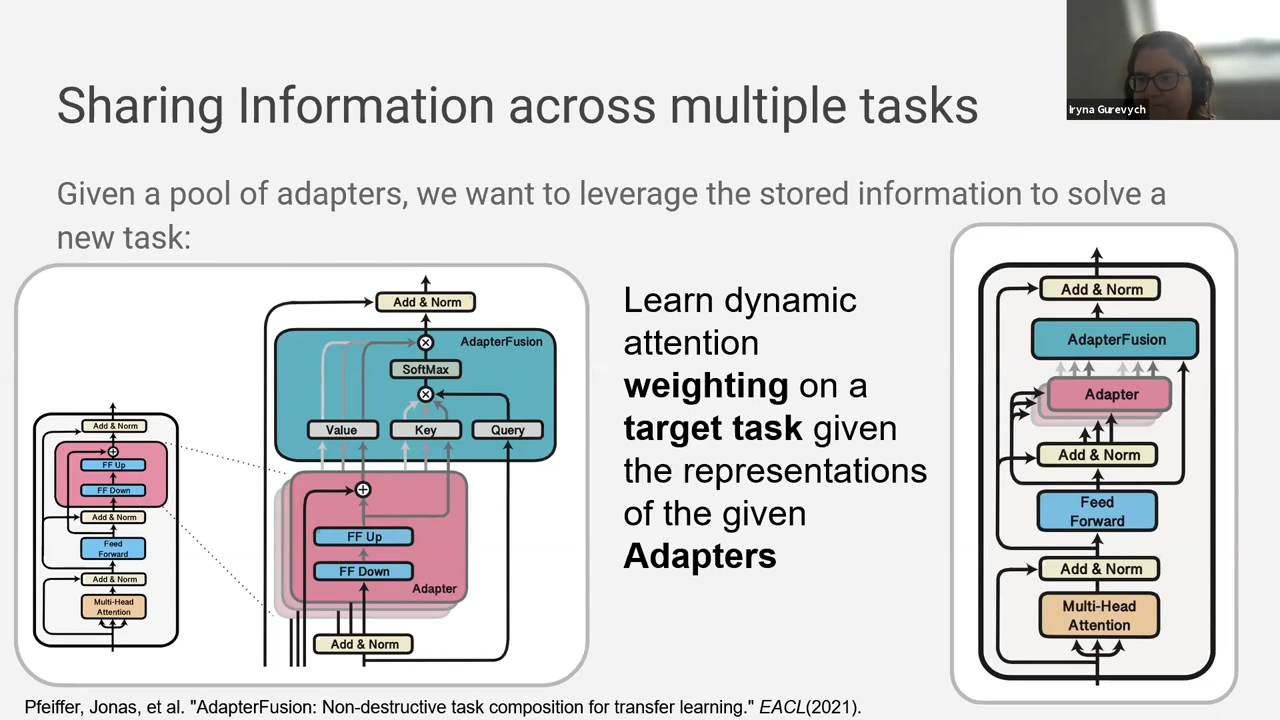 Iryna Gurevych
Sharing Information across multiple tasks
Given a pool of adapters, we want to leverage the stored information to solve a
new task:
Add & Norm
FF Up
FF Down
Add & Norm
Feed
Forward
Add & Norm
Multi-Head
Attention
Add & Norm
AdapterFusion
SoftMax
Value
Key
Query
FF Up
FF Down
Adapter
Add & Norm
Learn dynamic
attention
weighting on a
target task given
the representations
of the given
Adapters
Add & Norm
AdapterFusion
Adapter
Add & Norm
Feed
Forward
Add & Norm
Multi-Head
Attention
Pfeiffer, Jonas, et al. "AdapterFusion: Non-destructive task composition for transfer learning." EACL(2021).